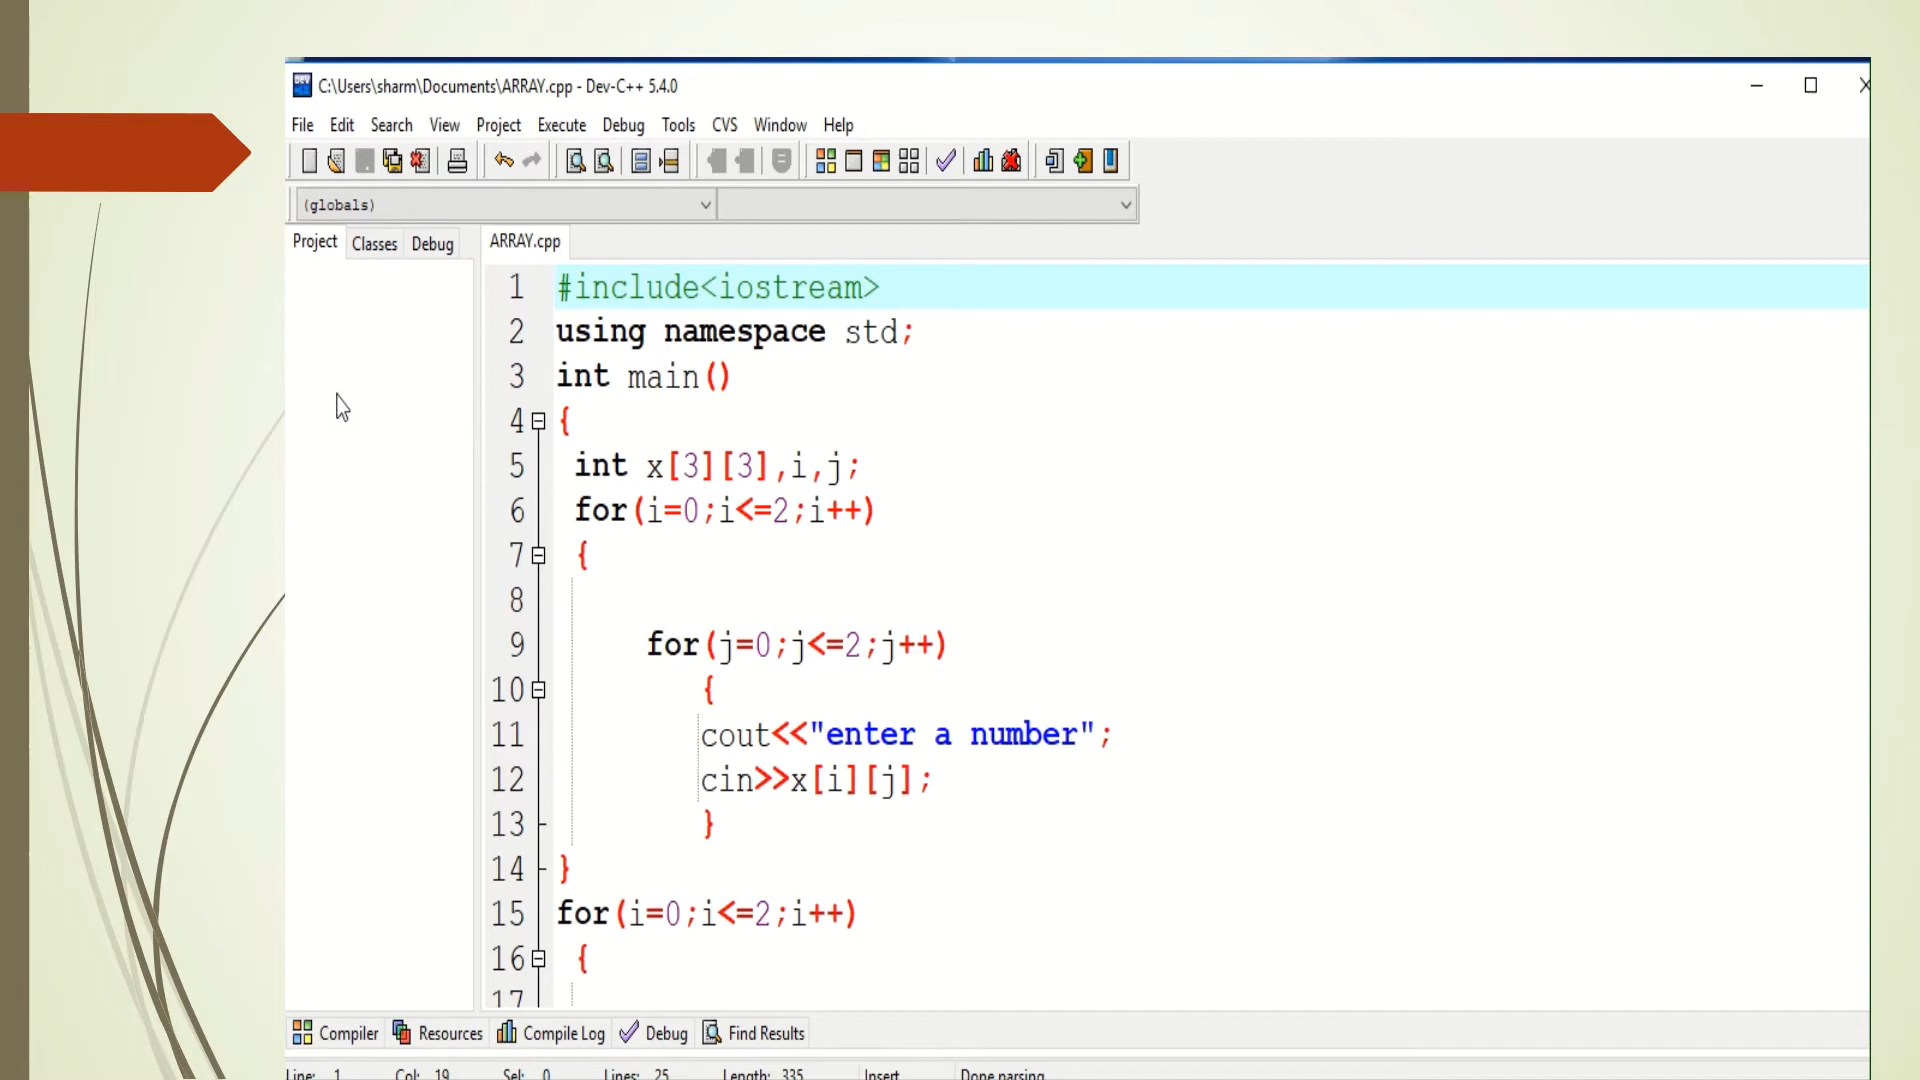 C:\Users\sharm\Documents\ARRAY.cpp - Dev-C++ 5.4.0
File Edit Search View Project Execute Debug Tools CVS Window Help
(globals)
Project Classes Debug ARRAY.cpp
1 #include<iostream>
2 using namespace std;
3 int main()
4 {
5 int x[3][3],i,j;
6 for(i=0;i<=2;i++)
7 {
8
9 for(j=0;j<=2;j++)
10 {
11 cout<<"enter a number";
12 cin>>x[i][j];
13 }
14 }
15 for(i=0;i<=2;i++)
16 {
17
Compiler Resources Compile Log Debug Find Results
Line: 1 Col: 19 Sel: 0 Lines: 25 Length: 335 Insert Done parsing